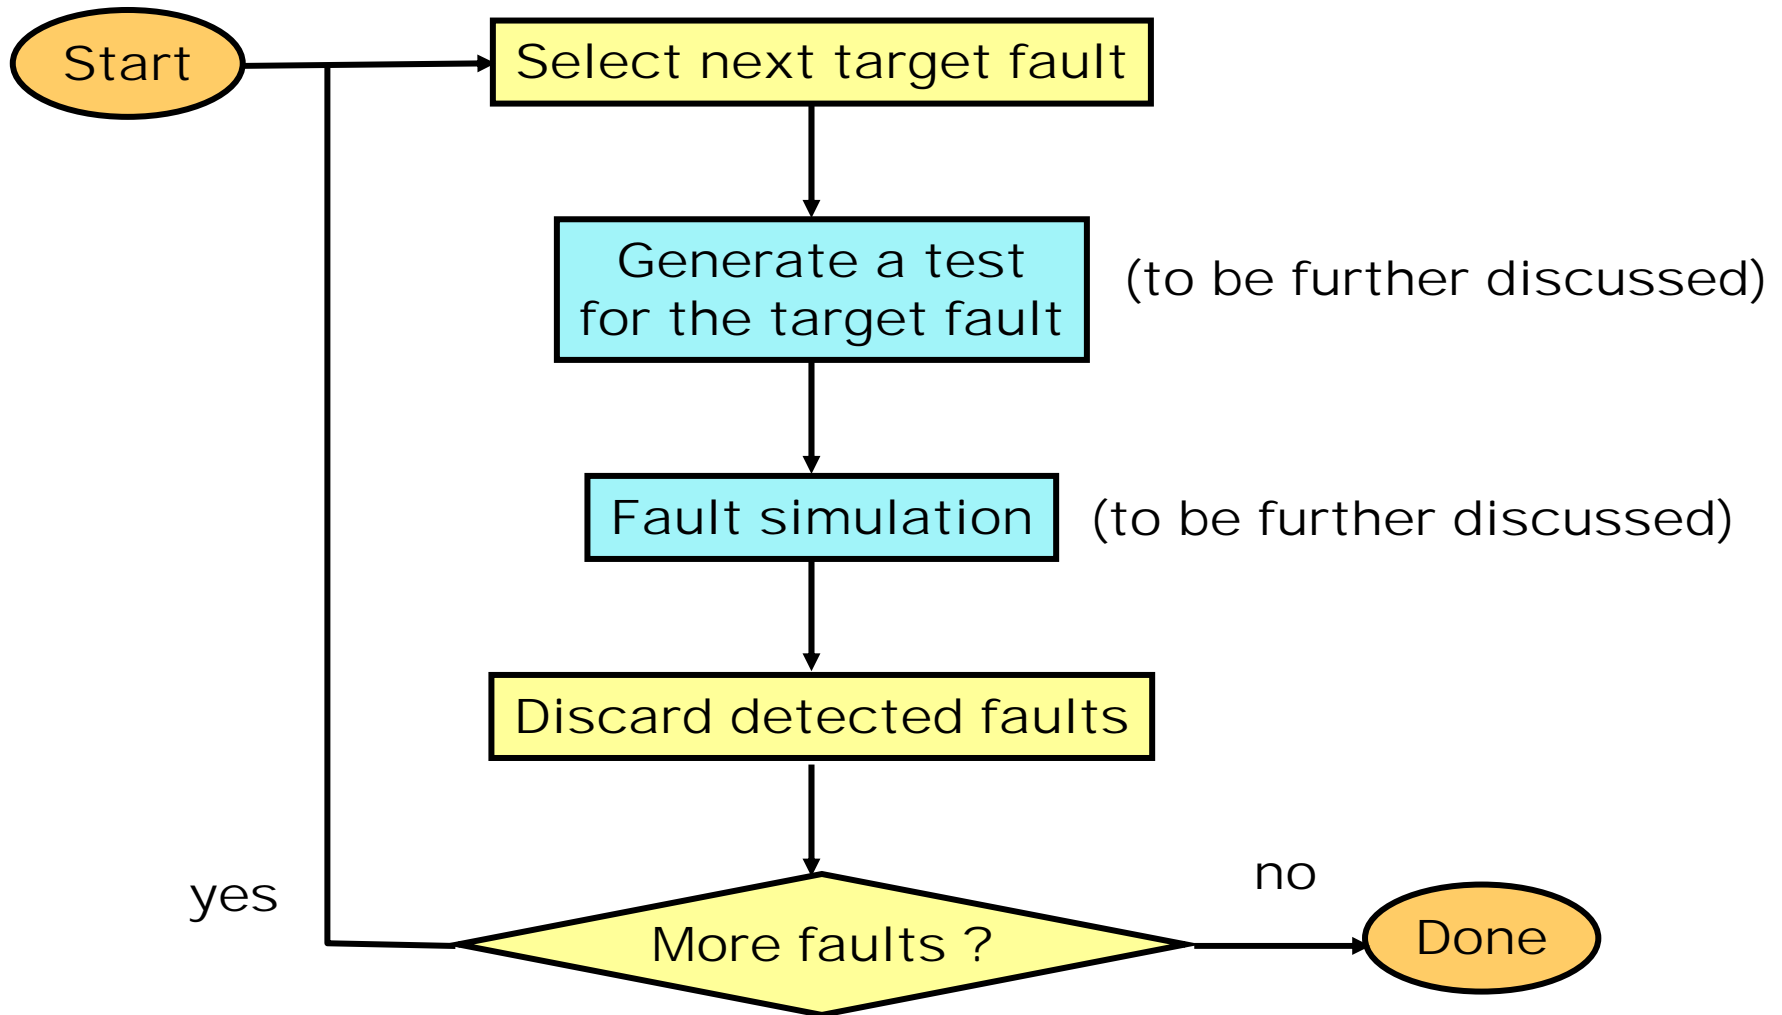 Start
Select next target fault
Generate a test
for the target fault
(to be further discussed)
Fault simulation
(to be further discussed)
Discard detected faults
yes
More faults ?
no
Done